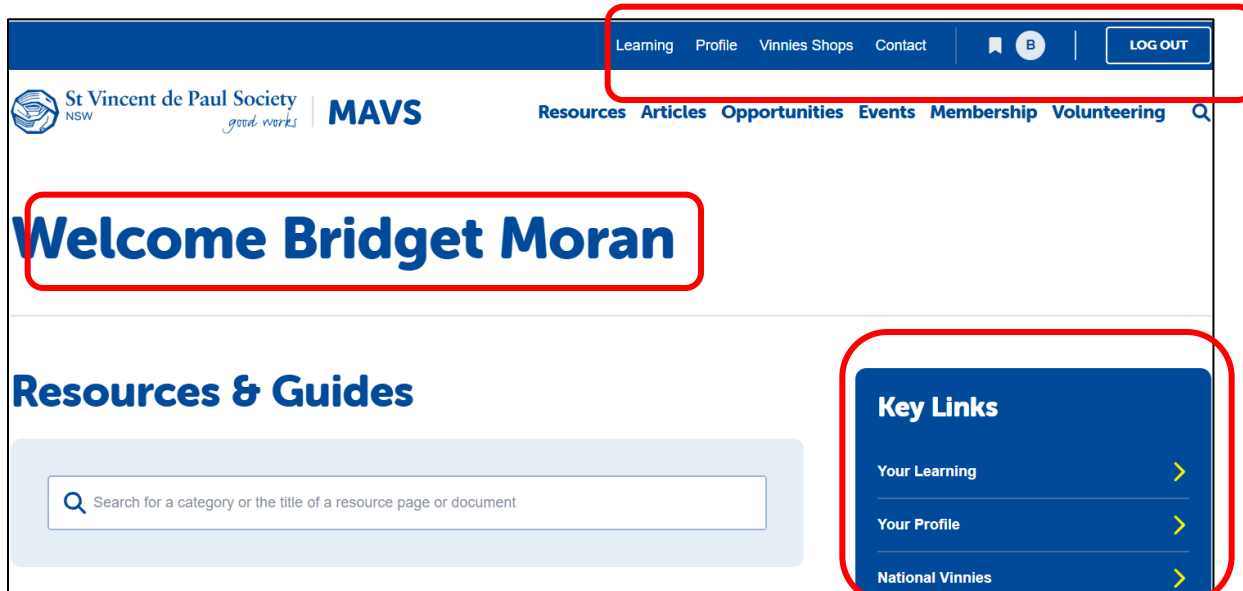 Learning Profile Vinnies Shops Contact B LOG OUT
St Vincent de Paul Society
NSW good works
MAVS
Resources Articles Opportunities Events Membership Volunteering
Welcome Bridget Moran
Resources & Guides
Search for a category or the title of a resource page or document
Key Links
Your Learning
Your Profile
National Vinnies